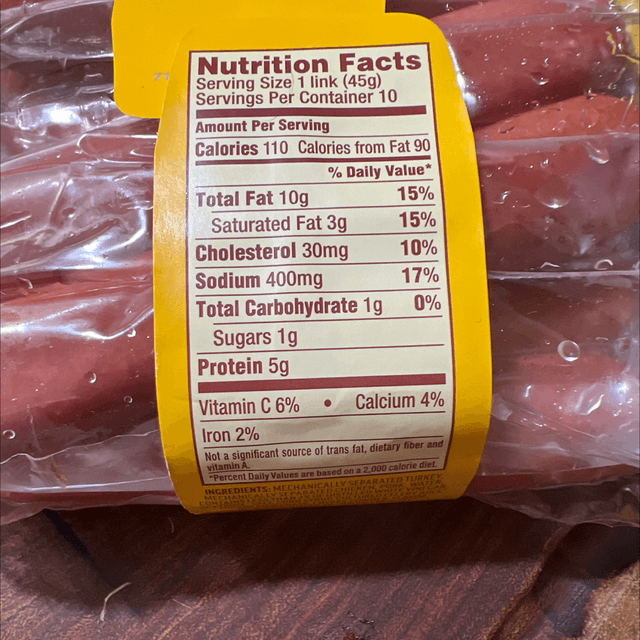 Nutrition Facts
Serving Size 1 link (45g)
Servings Per Container 10
Amount Per Serving
Calories 110 Calories from Fat 90
% Daily Value*
Total Fat 10g 15%
Saturated Fat 3g 15%
Cholesterol 30mg 10%
Sodium 400mg 17%
Total Carbohydrate 1g 0%
Sugars 1g
Protein 5g
Vitamin C 6% • Calcium 4%
Iron 2%
Not a significant source of trans fat, dietary fiber and
vitamin A.
*Percent Daily Values are based on a 2,000 calorie diet.
INGREDIENTS: MECHANICALLY SEPARATED TURKEY,